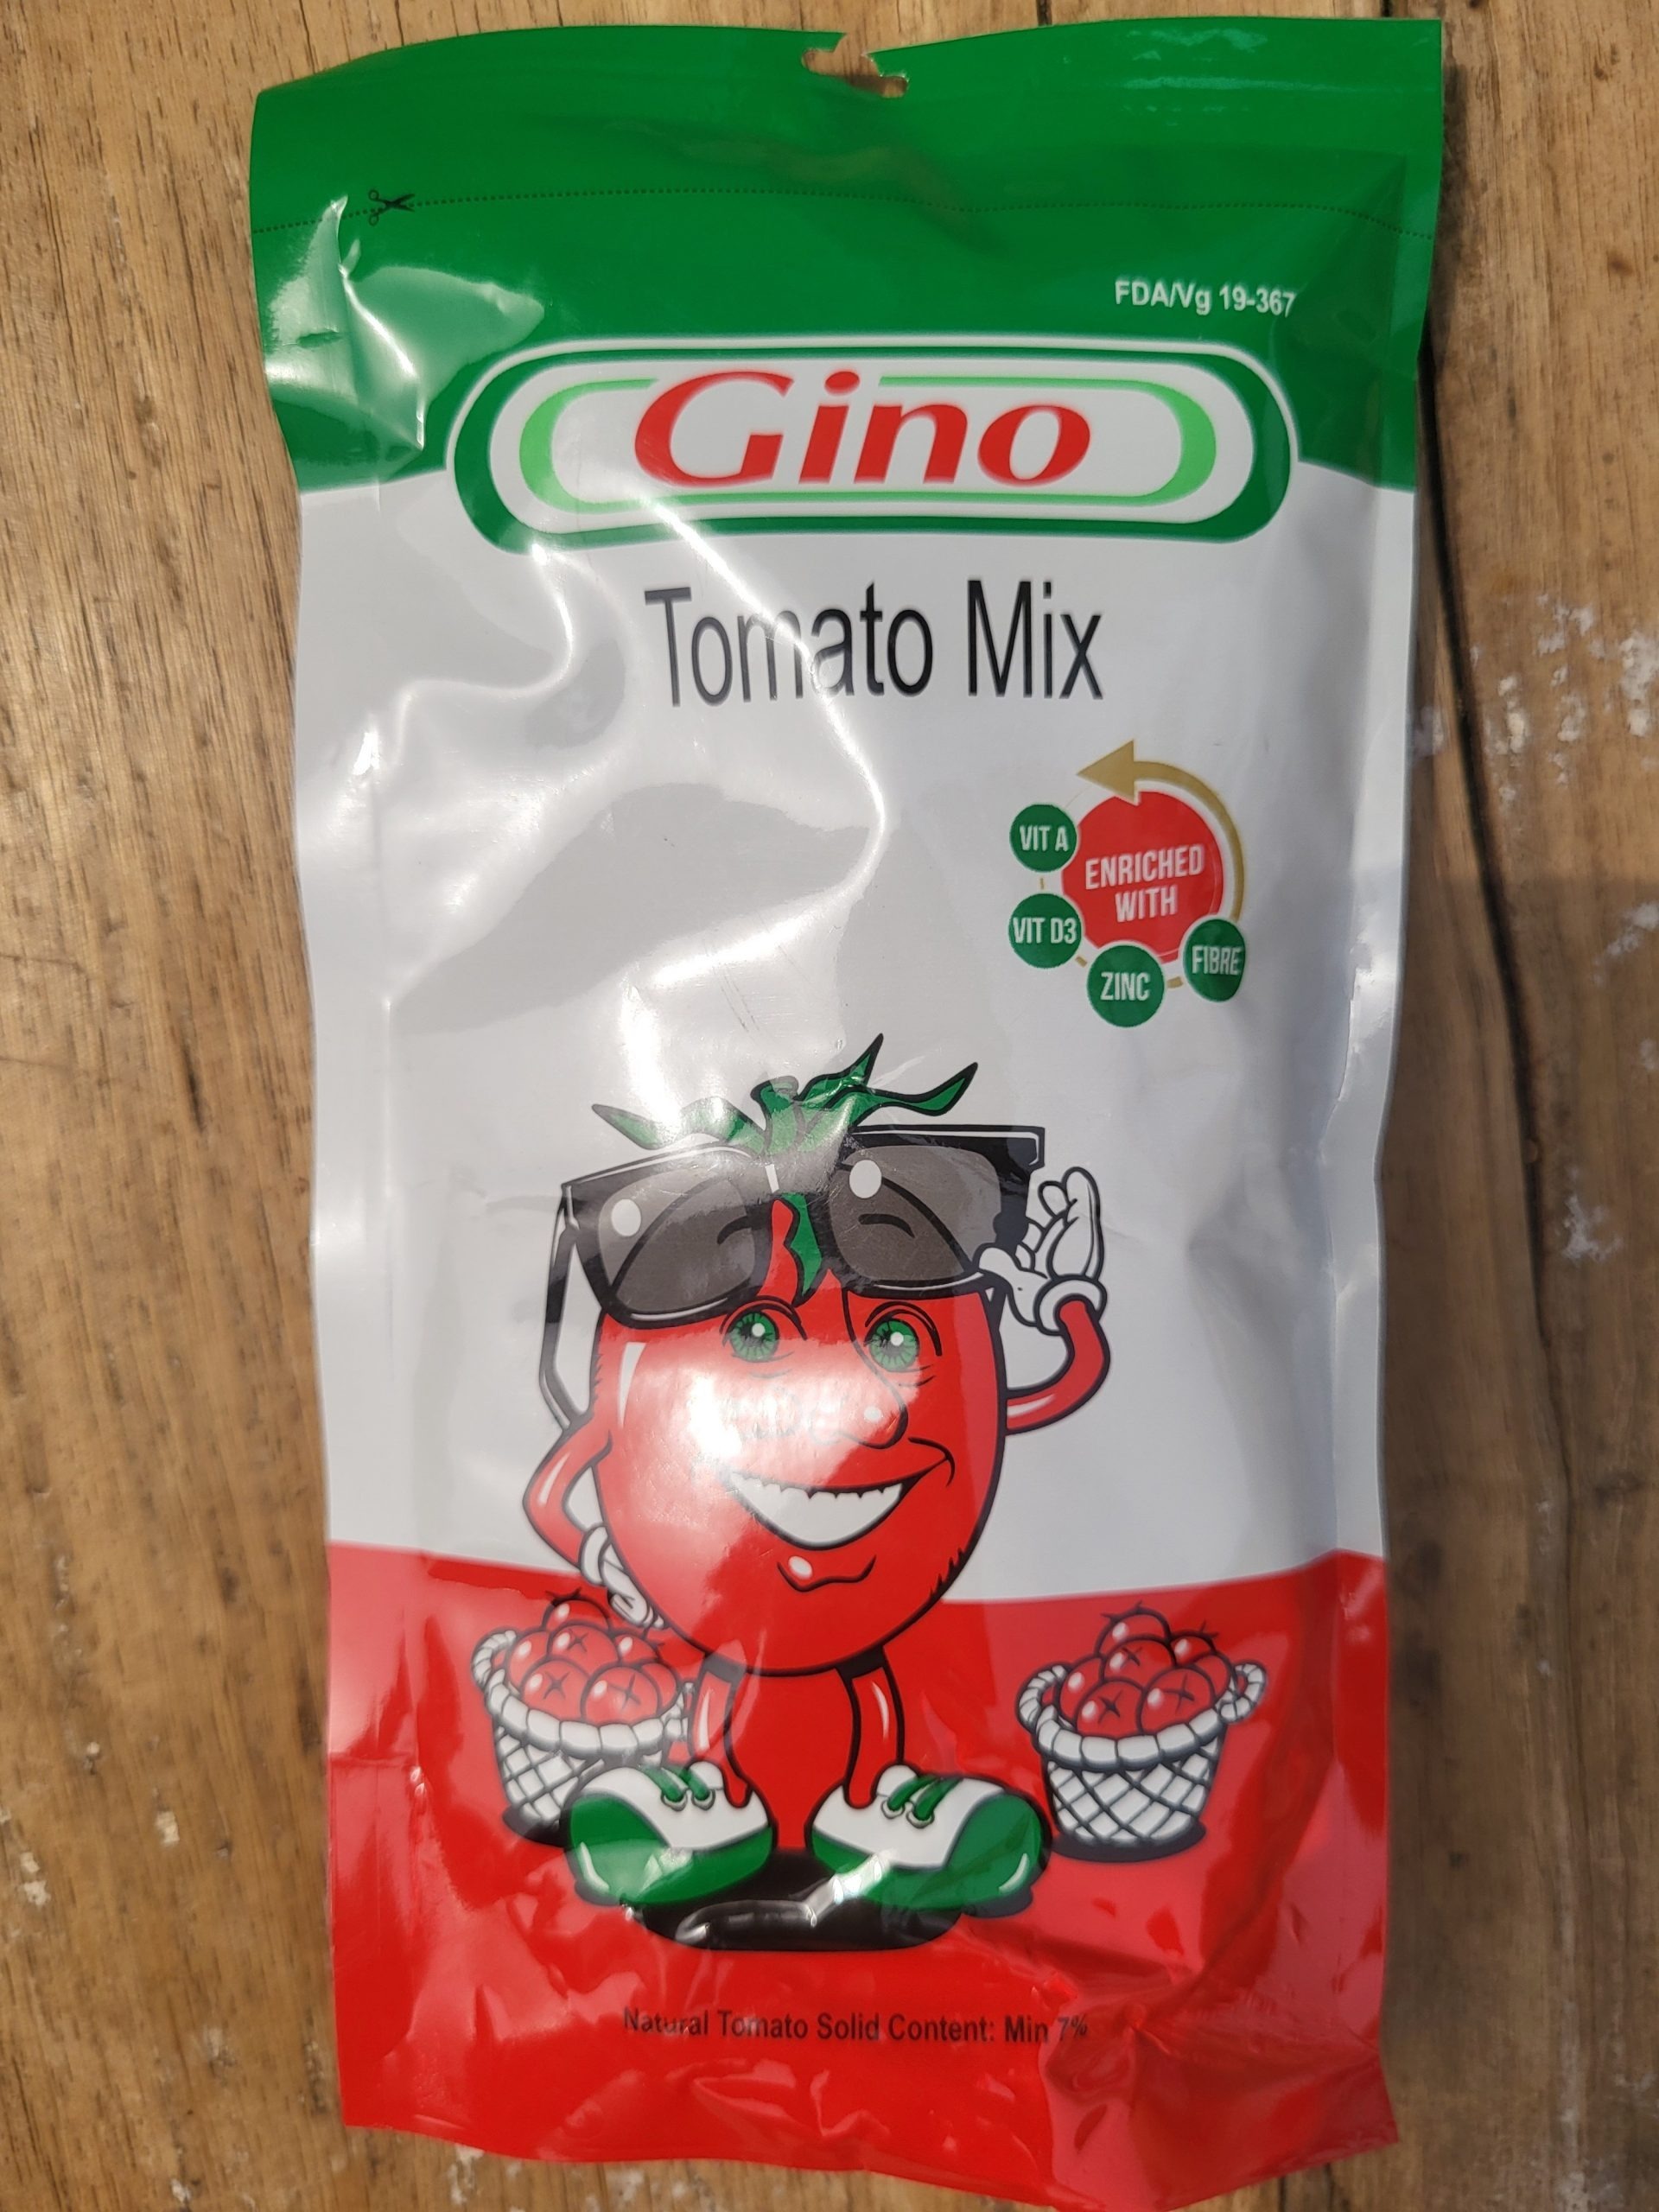 FDA/Vg 19-367
Gino
Tomato Mix
VIT A
ENRICHED
WITH
VIT D3
ZINC
FIBRE
Natural Tomato Solid Content: Min 7%